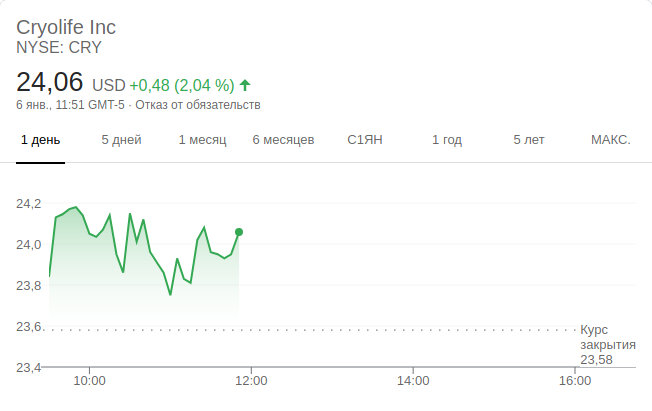 Cryolife Inc
NYSE: CRY
24,06 USD +0,48 (2,04 %)
6 янв., 11:51 GMT-5 · Отказ от обязательств
1 день 5 дней 1 месяц 6 месяцев С1ЯН 1 год 5 лет МАКС.
24,2
24,0
23,8
23,6
Курс
закрытия
23,58
23,4
10:00 12:00 14:00 16:00